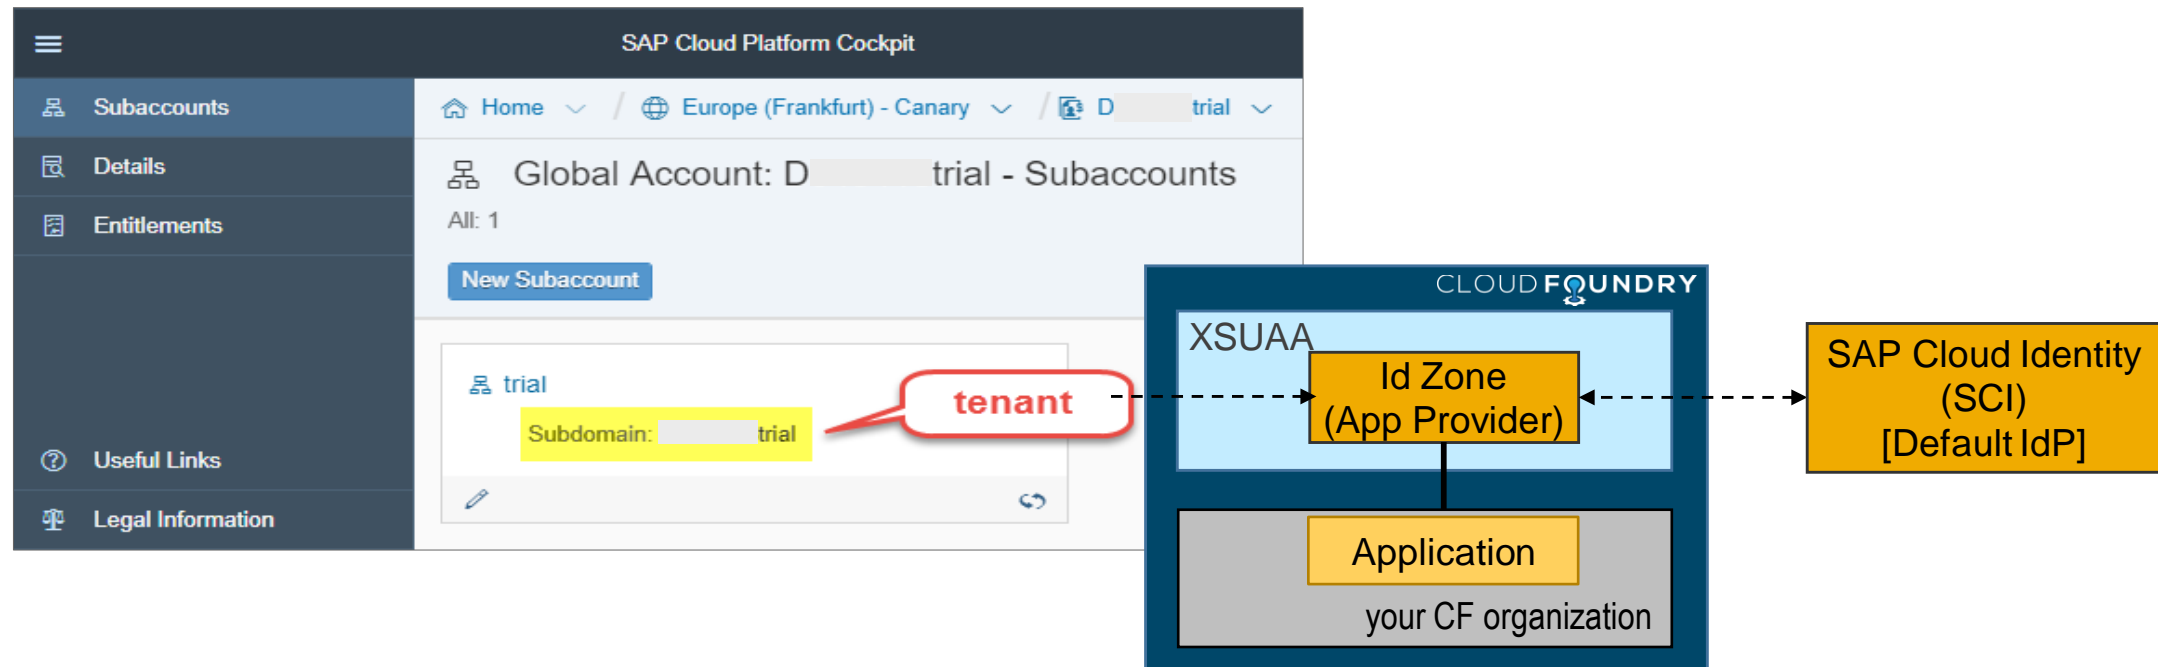 SAP Cloud Platform Cockpit
Subaccounts
Details
Entitlements
Useful Links
Legal Information
Home / Europe (Frankfurt) - Canary / D trial
Global Account: D trial - Subaccounts
All: 1
New Subaccount
trial
Subdomain: trial
tenant
CLOUD FOUNDRY
XSUAA
Id Zone
(App Provider)
Application
your CF organization
SAP Cloud Identity
(SCI)
[Default IdP]